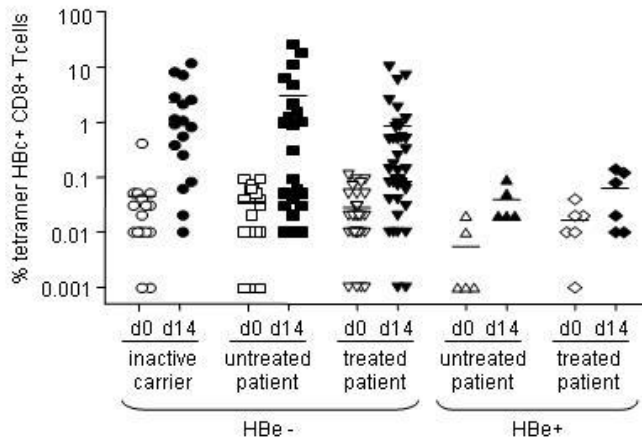 % tetramer HBc+ CD8+ Tcells
100
10
1
0.1
0.01
0.001
d0 d14 d0 d14 d0 d14 d0 d14 d0 d14
inactive untreated treated untreated treated
carrier patient patient patient patient
HBe - HBe+